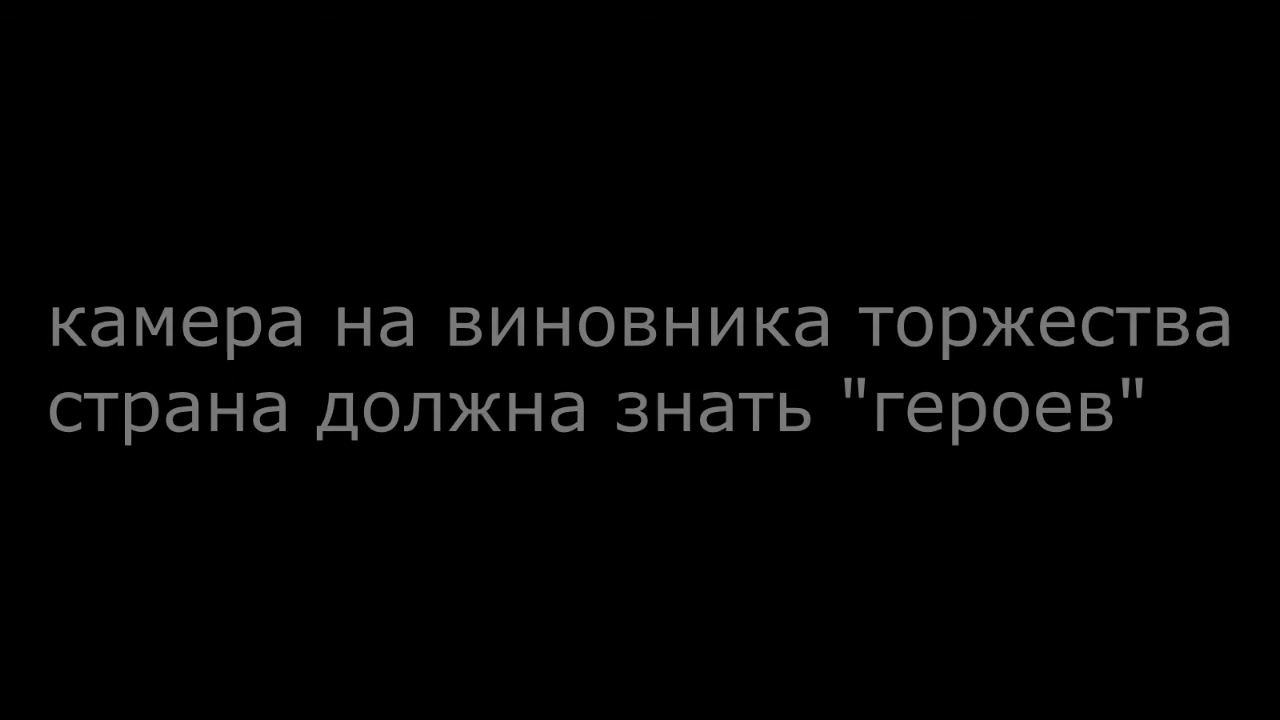 камера на виновника торжества
страна должна знать "героев"